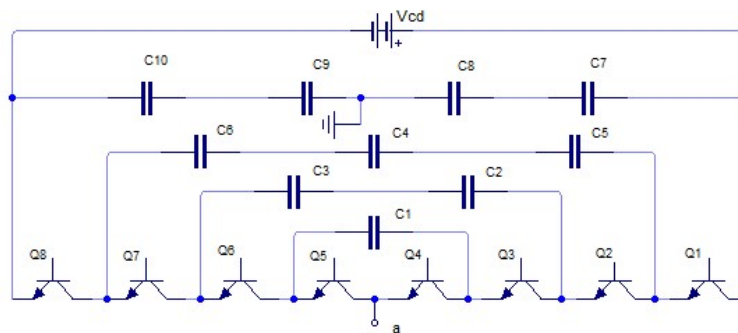 Vcd
+
C10 C9 C8 C7
C6 C4 C5
C3 C2
C1
Q8 Q7 Q6 Q5 Q4 Q3 Q2 Q1
a